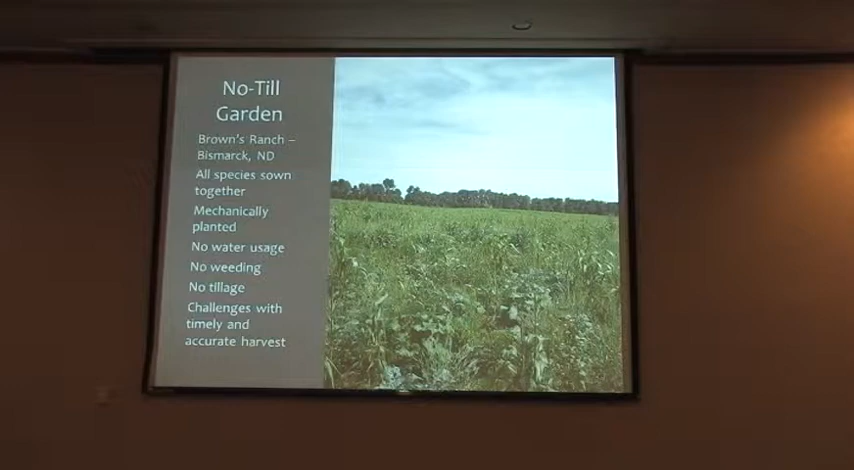 No-Till
Garden
Brown's Ranch –
Bismarck, ND
All species sown
together
Mechanically
planted
No water usage
No weeding
No tillage
Challenges with
timely and
accurate harvest